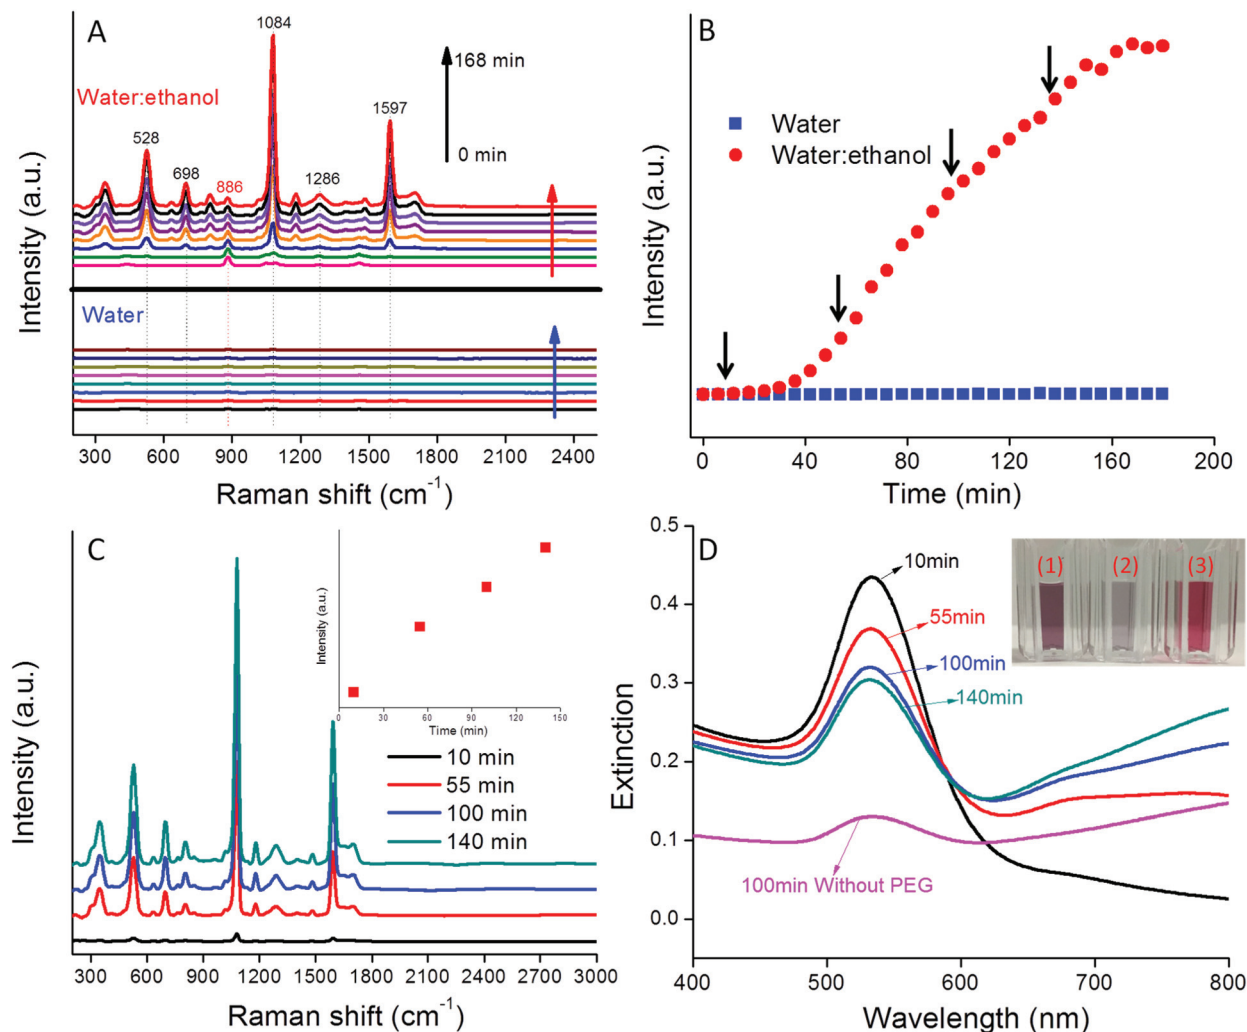 A
1084
168 min
Water:ethanol
1597
528
0 min
698
886
1286
Water
Intensity (a.u.)
300 600 900 1200 1500 1800 2100 2400
Raman shift (cm⁻¹)
B
Water
Water:ethanol
Intensity (a.u.)
0 40 80 120 160 200
Time (min)
C
Intensity (a.u.)
0 30 60 90 120 150
Time (min)
10 min
55 min
100 min
140 min
Intensity (a.u.)
300 600 900 1200 1500 1800 2100 2400 2700 3000
Raman shift (cm⁻¹)
D
0.5
0.4
0.3
0.2
0.1
0.0
Extinction
10min
55min
100min
140min
100min Without PEG
(1) (2) (3)
400 500 600 700 800
Wavelength (nm)